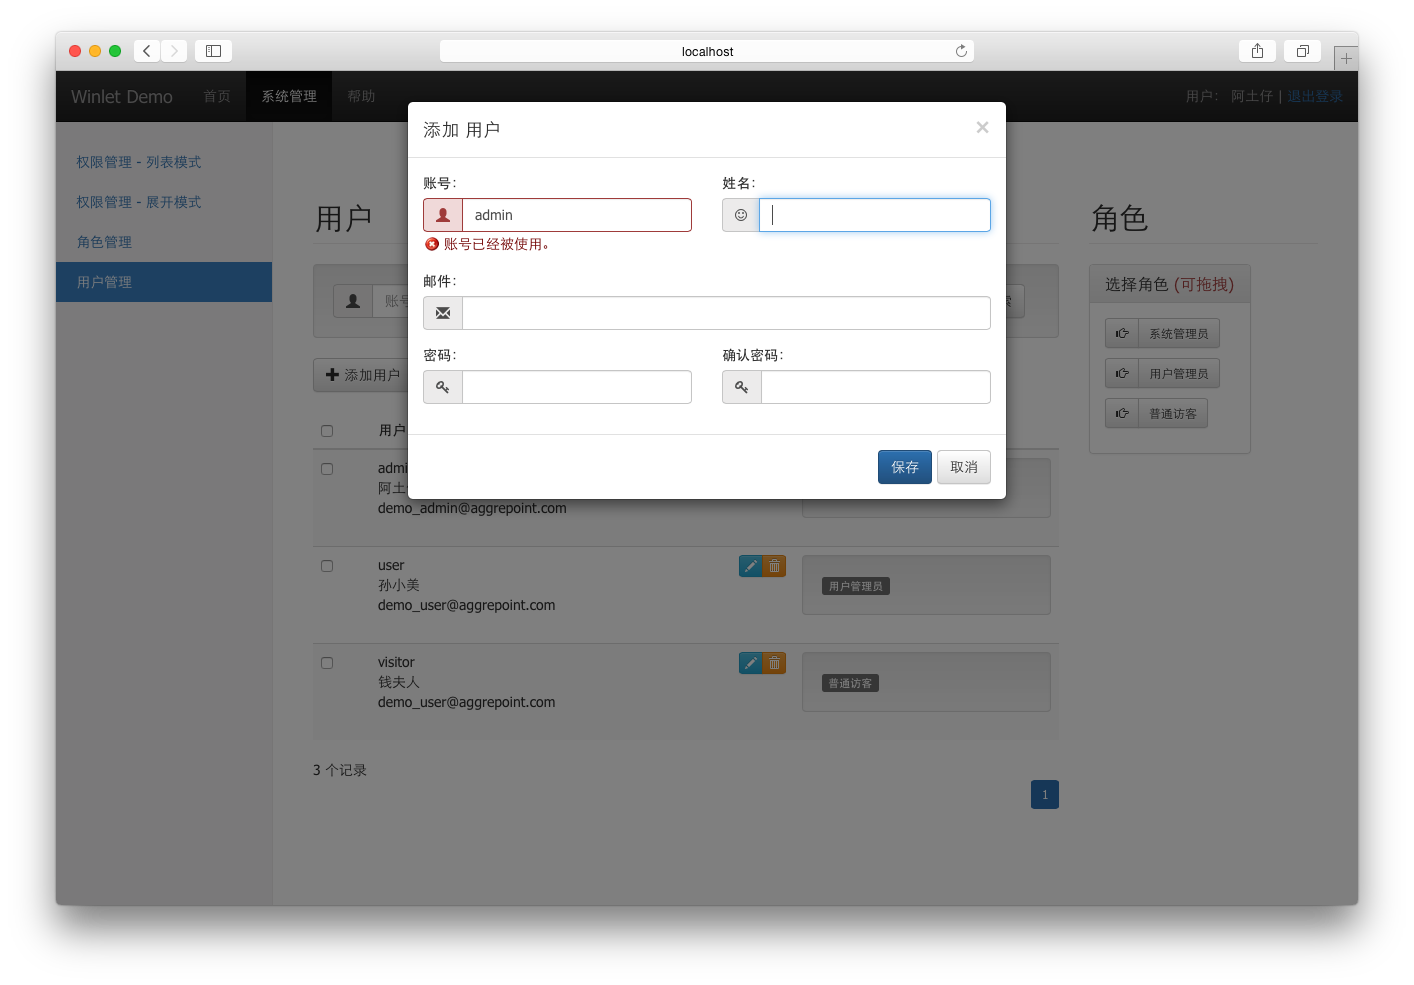 localhost
Winlet Demo 首页 系统管理 帮助 用户： 阿土仔 | 退出登录
添加 用户 ×
权限管理 - 列表模式
权限管理 - 展开模式
角色管理
用户管理
用户
角色
账号：
姓名：
admin
账号已经被使用。
邮件：
密码：
确认密码：
保存 取消
账号
选择角色 (可拖拽)
系统管理员
用户管理员
普通访客
添加用户
用户
admi
阿土
demo_admin@aggrepoint.com
user
孙小美
demo_user@aggrepoint.com
用户管理员
visitor
钱夫人
demo_user@aggrepoint.com
普通访客
3 个记录
1